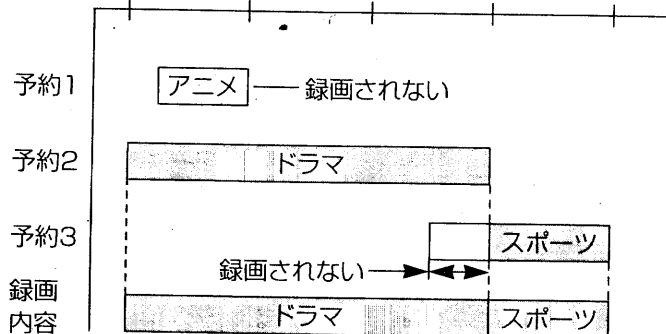 予約1 アニメ 録画されない
予約2 ドラマ
予約3 スポーツ
録画されない
録画
内容 ドラマ スポーツ